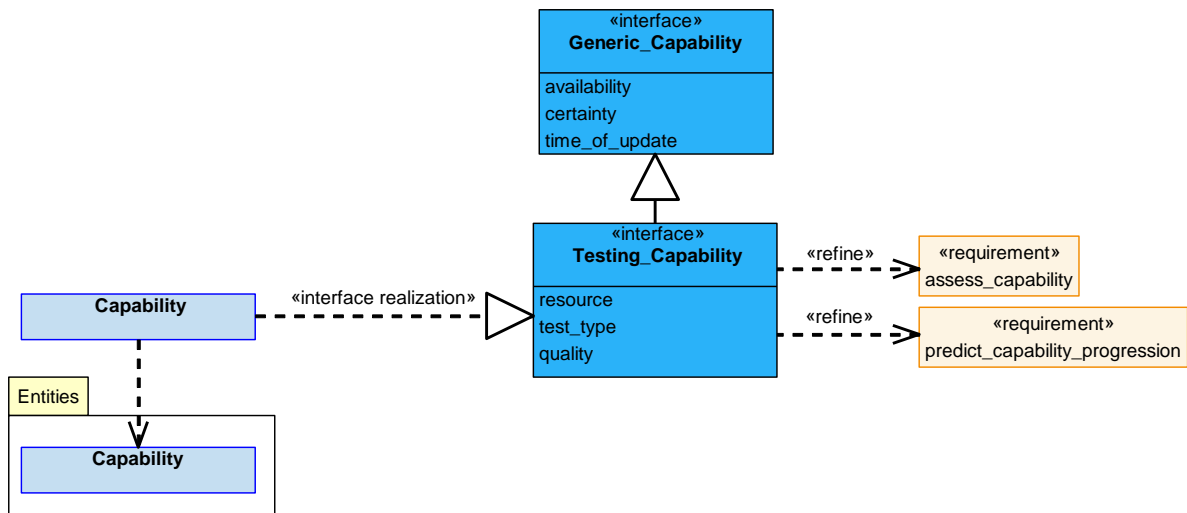 «interface»
Generic_Capability
availability
certainty
time_of_update
«interface»
Testing_Capability
resource
test_type
quality
«refine»
«requirement»
assess_capability
«refine»
«requirement»
predict_capability_progression
Capability
«interface realization»
Entities
Capability